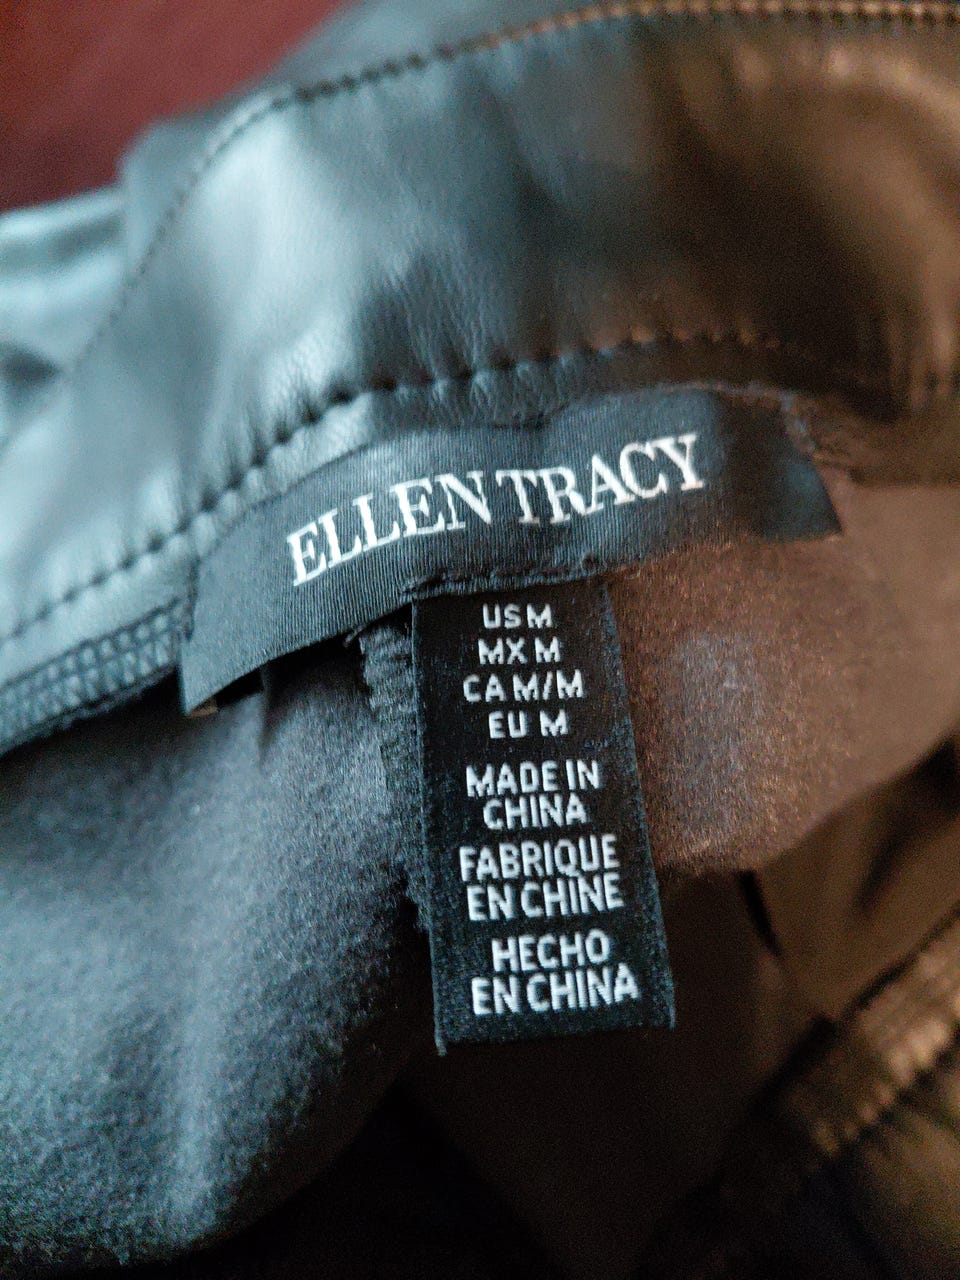 ELLEN TRACY
US M
MX M
CA M/M
EU M
MADE IN
CHINA
FABRIQUE
EN CHINE
HECHO
EN CHINA